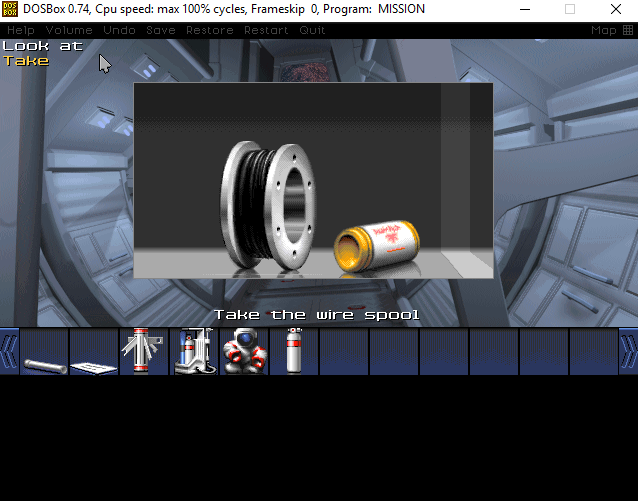 DOSBox 0.74, Cpu speed: max 100% cycles, Frameskip 0, Program: MISSION
Help Volume Undo Save Restore Restart Quit Map
Look at
Take
Take the wire spool